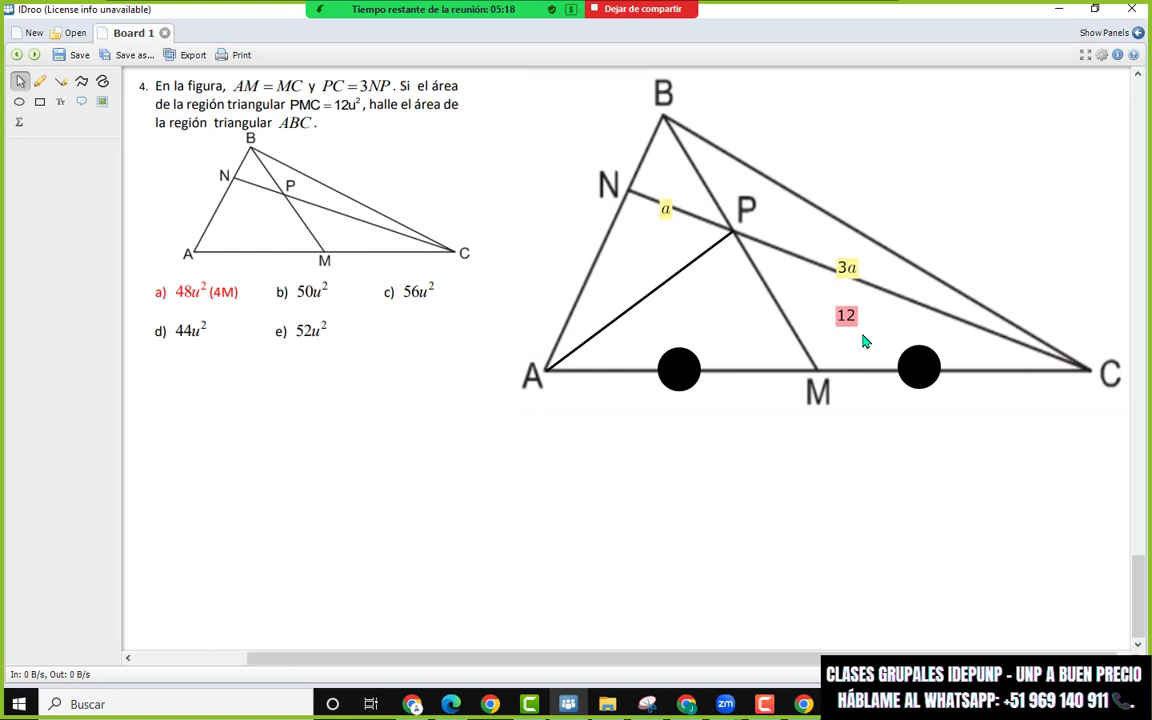 IDroo (License info unavailable)
Tiempo restante de la reunión: 05:18
$
Dejar de compartir
New
Open
Board 1
Show Panels
Save
Save as...
Export
Print
Tr
Σ
4. En la figura, AM = MC y PC = 3NP. Si el área
de la región triangular PMC = 12u², halle el área de
la región triangular ABC.
B
N
P
A
M
C
a) 48u² (4M) b) 50u² c) 56u²
d) 44u² e) 52u²
B
N
a
P
3a
12
A
M
C
In: 0 B/s, Out: 0 B/s
CLASES GRUPALES IDEPUNP - UNP A BUEN PRECIO
HÁBLAME AL WHATSAPP: +51 969 140 911 📞.
Buscar
zm